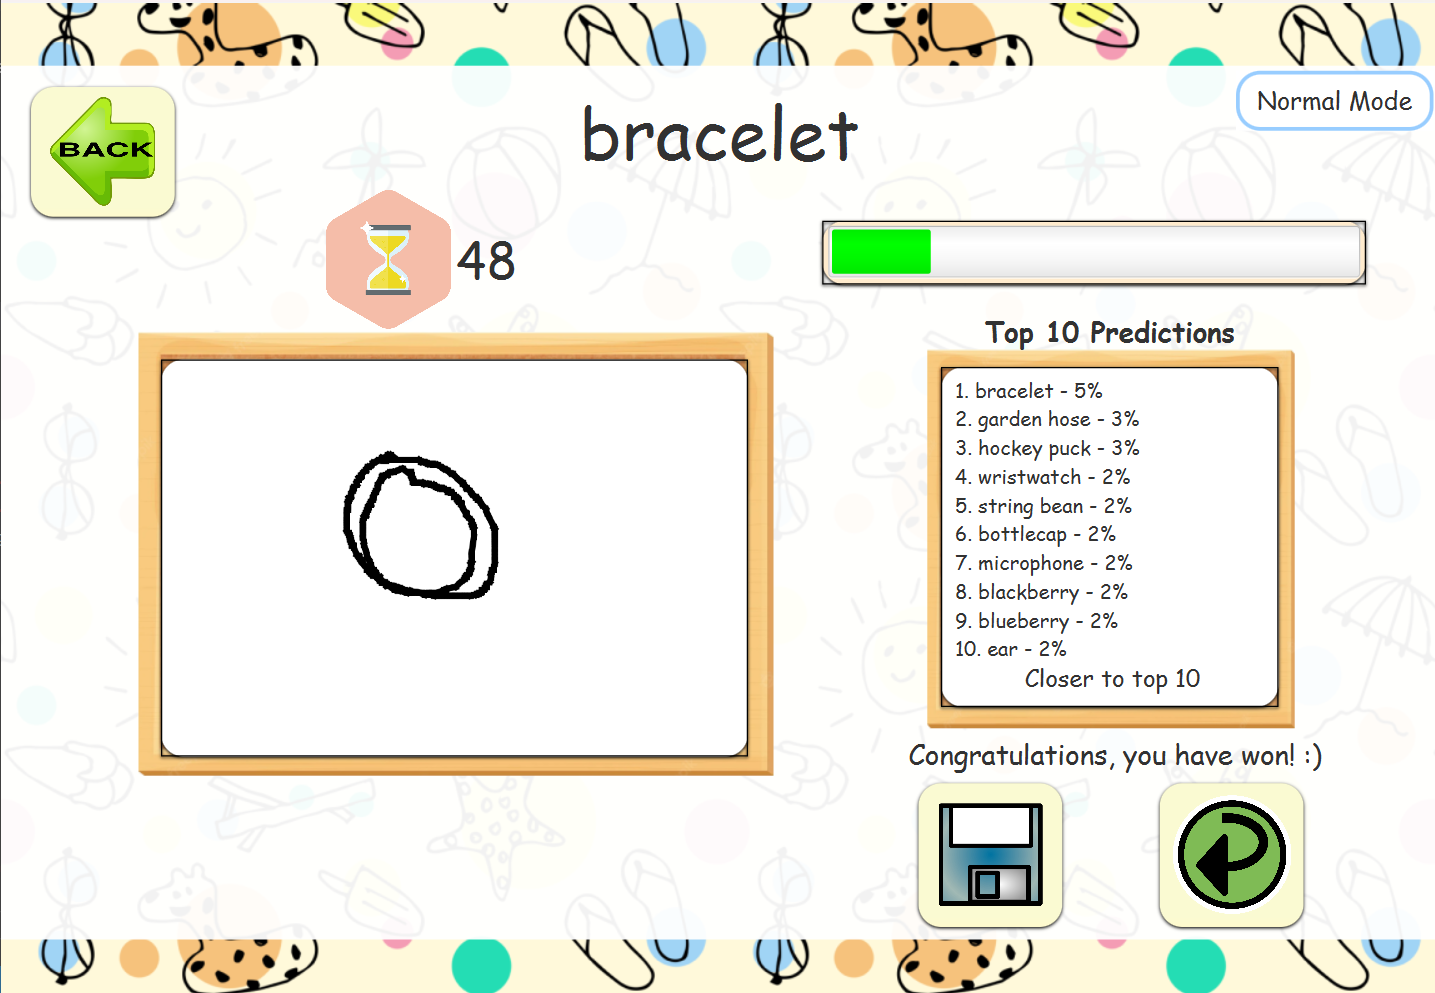 Normal Mode
BACK
bracelet
48
Top 10 Predictions
1. bracelet - 5%
2. garden hose - 3%
3. hockey puck - 3%
4. wristwatch - 2%
5. string bean - 2%
6. bottlecap - 2%
7. microphone - 2%
8. blackberry - 2%
9. blueberry - 2%
10. ear - 2%
Closer to top 10
Congratulations, you have won! :)